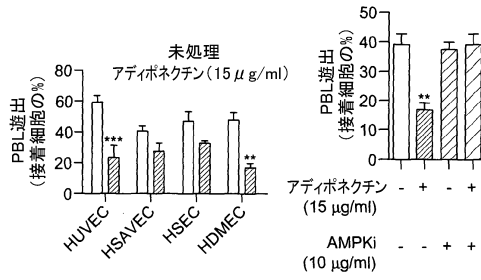 未処理
アディポネクチン(15μg/ml)
PBL遊出
(接着細胞の%)
80
60
40
20
0
***
**
HUVEC
HSAVEC
HSEC
HDMEC
PBL遊出
(接着細胞の%)
50
40
30
20
10
0
**
アディポネクチン - + - +
(15 μg/ml)
AMPKi - - + +
(10 μg/ml)